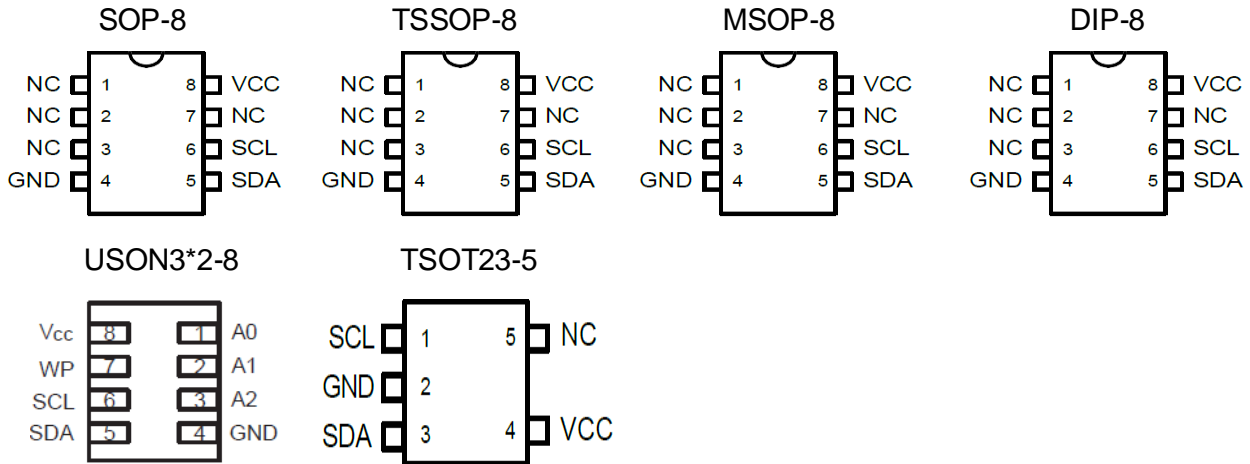 SOP-8 TSSOP-8 MSOP-8 DIP-8
NC 1 8 VCC NC 1 8 VCC NC 1 8 VCC NC 1 8 VCC
NC 2 7 NC NC 2 7 NC NC 2 7 NC NC 2 7 NC
NC 3 6 SCL NC 3 6 SCL NC 3 6 SCL NC 3 6 SCL
GND 4 5 SDA GND 4 5 SDA GND 4 5 SDA GND 4 5 SDA
USON3*2-8 TSOT23-5
Vcc 8 1 A0 SCL 1 5 NC
WP 7 2 A1 GND 2
SCL 6 3 A2
SDA 5 4 GND SDA 3 4 VCC